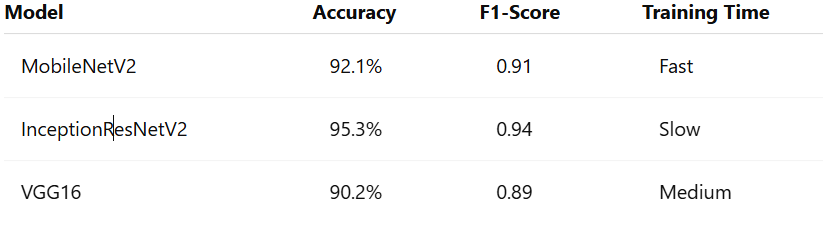 Model Accuracy F1-Score Training Time
MobileNetV2 92.1% 0.91 Fast
InceptionResNetV2 95.3% 0.94 Slow
VGG16 90.2% 0.89 Medium